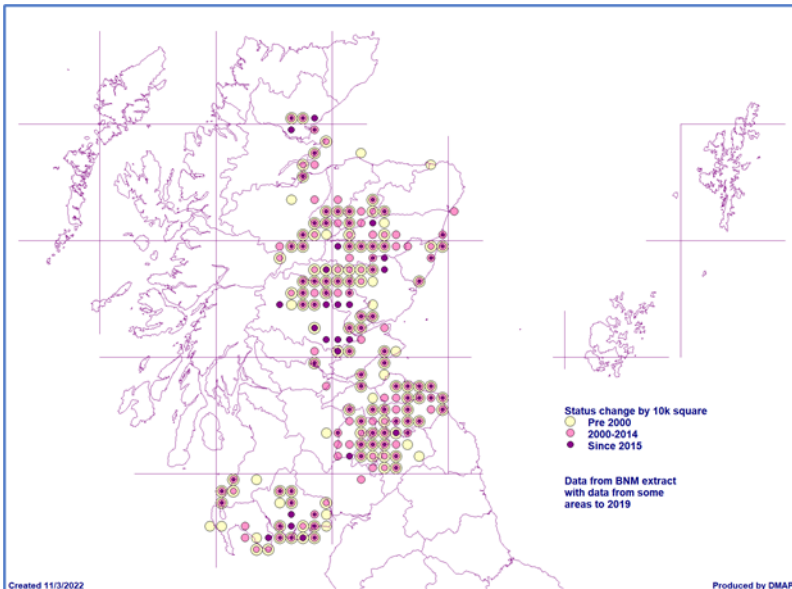 Status change by 10k square
Pre 2000
2000-2014
Since 2015
Data from BNM extract
with data from some
areas to 2019
Created 11/3/2022
Produced by DMAP